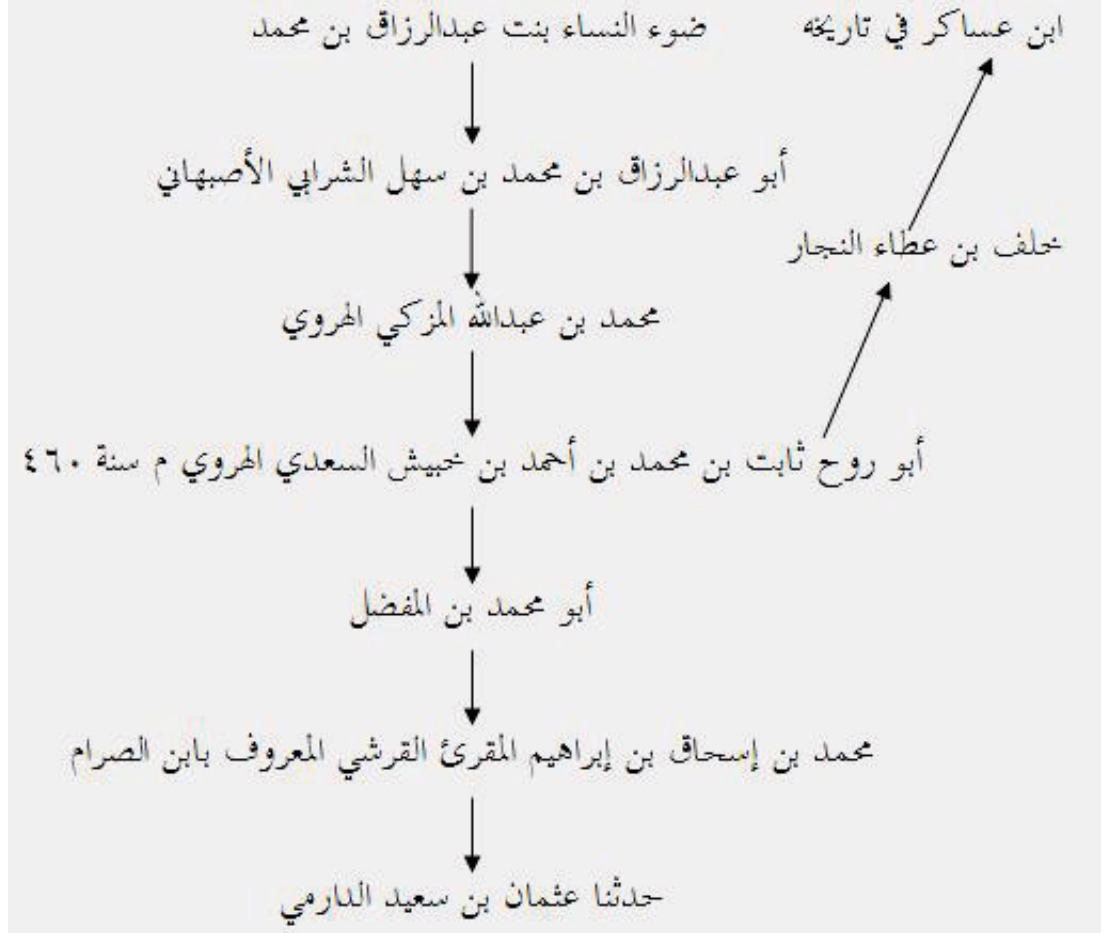 ابن عساكر في تاريخه
ضوء النساء بنت عبدالرزاق بن محمد
أبو عبدالرزاق بن محمد بن سهل الشرابي الأصبهاني
خلف بن عطاء النجار
محمد بن عبدالله المزكي الهروي
أبو روح ثابت بن محمد بن أحمد بن خبيش السعدي الهروي م سنة ٤٦٠
أبو محمد بن المفضل
محمد بن إسحاق بن إبراهيم المقرئ القرشي المعروف بابن الصرام
حدثنا عثمان بن سعيد الدارمي